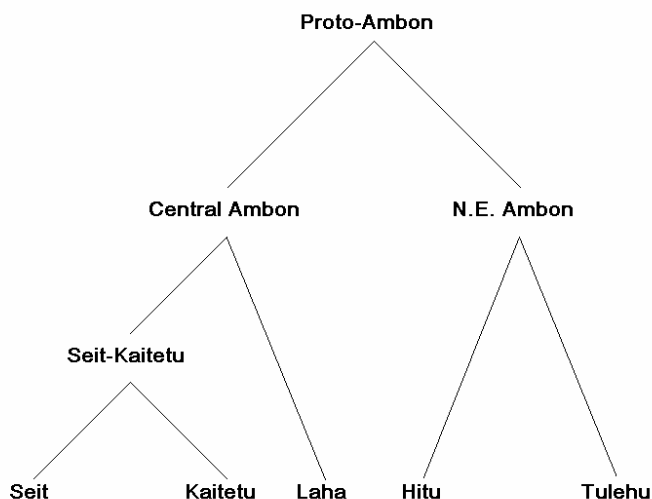 Proto-Ambon
Central Ambon
N.E. Ambon
Seit-Kaitetu
Seit
Kaitetu
Laha
Hitu
Tulehu